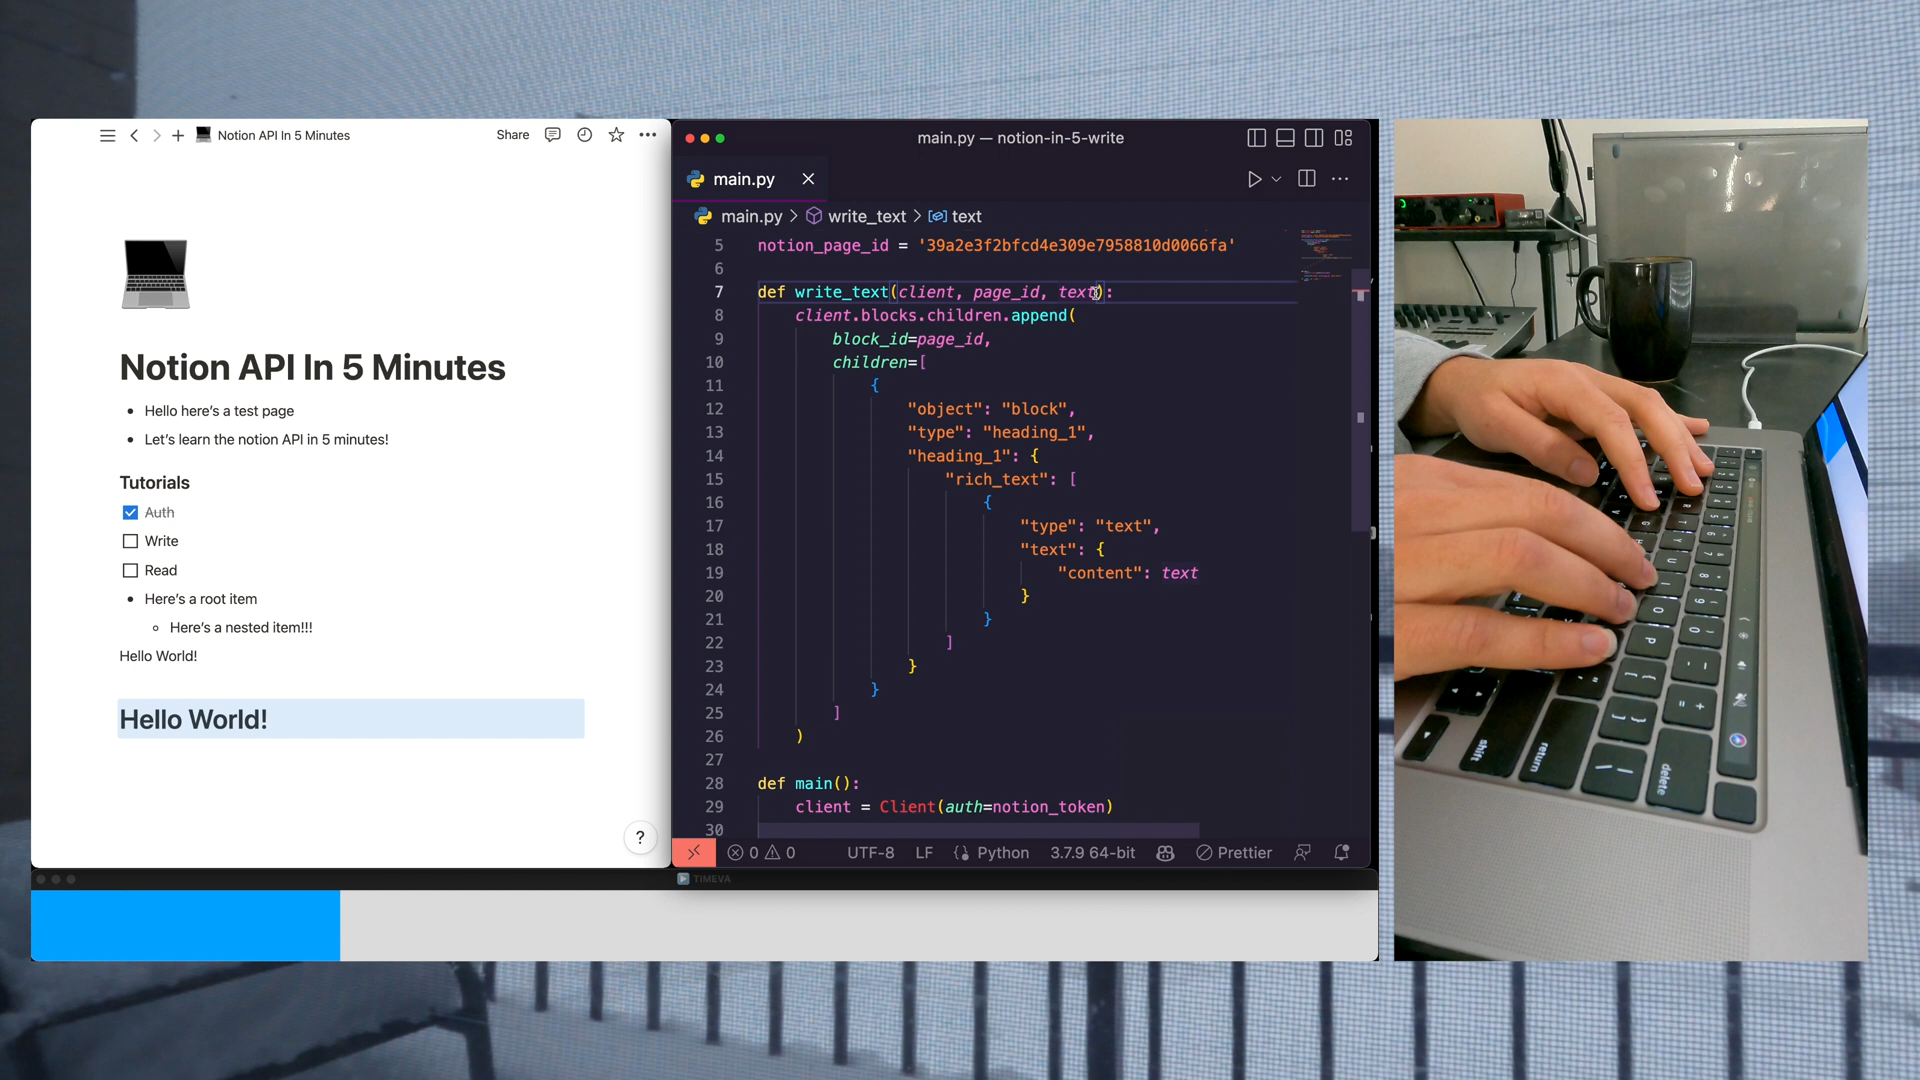 Notion API In 5 Minutes
Share
Notion API In 5 Minutes
Hello here's a test page
Let's learn the notion API in 5 minutes!
Tutorials
Auth
Write
Read
Here's a root item
Here's a nested item!!!
Hello World!
Hello World!
?
main.py — notion-in-5-write
main.py
main.py > write_text > text
5 notion_page_id = '39a2e3f2bfcd4e309e7958810d0066fa'
6
7 def write_text(client, page_id, text):
8 client.blocks.children.append(
9 block_id=page_id,
10 children=[
11 {
12 "object": "block",
13 "type": "heading_1",
14 "heading_1": {
15 "rich_text": [
16 {
17 "type": "text",
18 "text": {
19 "content": text
20 }
21 }
22 ]
23 }
24 }
25 ]
26 )
27
28 def main():
29 client = Client(auth=notion_token)
30
0 0 UTF-8 LF Python 3.7.9 64-bit Prettier
TIMEVA
shift
return
delete